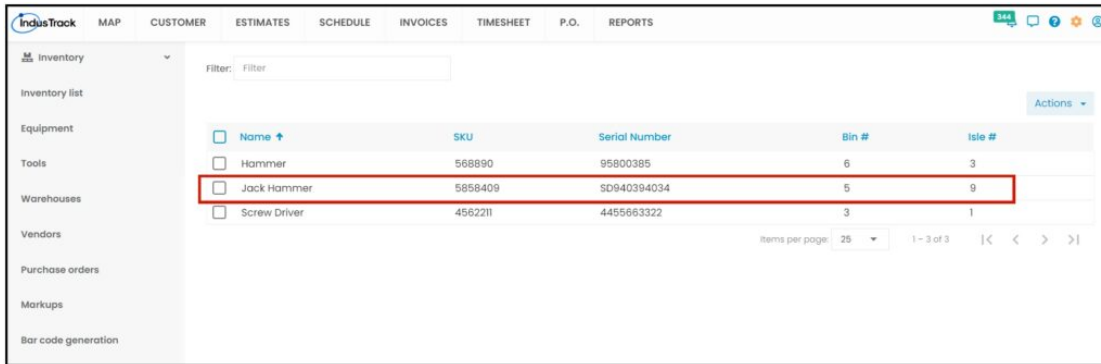 IndusTrack MAP CUSTOMER ESTIMATES SCHEDULE INVOICES TIMESHEET P.O. REPORTS 344
Inventory
Inventory list
Equipment
Tools
Warehouses
Vendors
Purchase orders
Markups
Bar code generation
Filter: Filter
Actions
Name SKU Serial Number Bin # Isle #
Hammer 568890 95800385 6 3
Jack Hammer 5858409 SD940394034 5 9
Screw Driver 4562211 4455663322 3 1
Items per page: 25 1 - 3 of 3